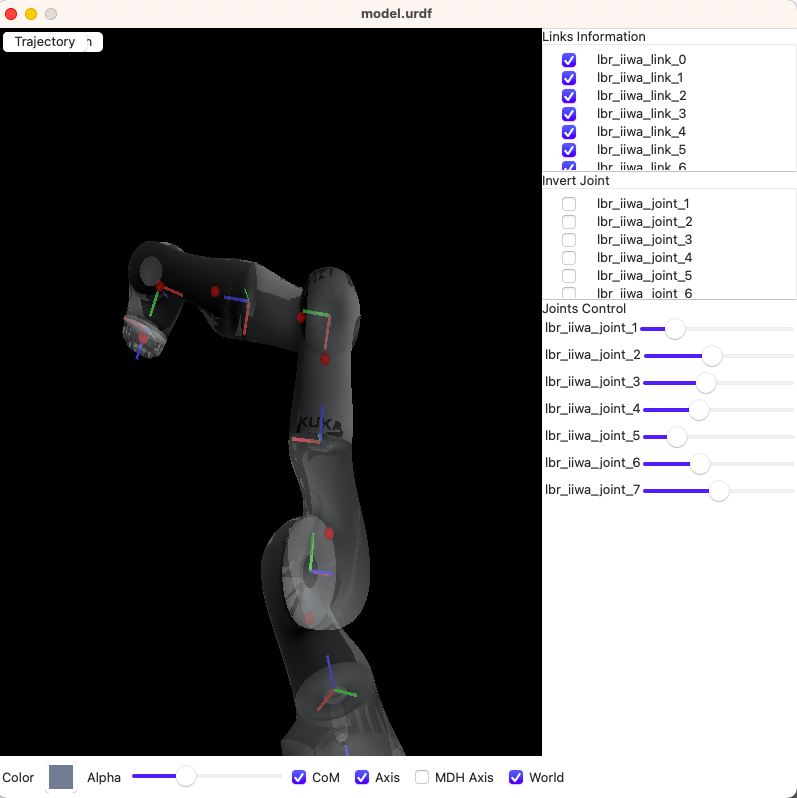 model.urdf
Trajectory n
Links Information
lbr_iiwa_link_0
lbr_iiwa_link_1
lbr_iiwa_link_2
lbr_iiwa_link_3
lbr_iiwa_link_4
lbr_iiwa_link_5
lbr_iiwa_link_6
Invert Joint
lbr_iiwa_joint_1
lbr_iiwa_joint_2
lbr_iiwa_joint_3
lbr_iiwa_joint_4
lbr_iiwa_joint_5
lbr_iiwa_joint_6
Joints Control
lbr_iiwa_joint_1
lbr_iiwa_joint_2
lbr_iiwa_joint_3
lbr_iiwa_joint_4
lbr_iiwa_joint_5
lbr_iiwa_joint_6
lbr_iiwa_joint_7
KUKA
Color Alpha CoM Axis MDH Axis World